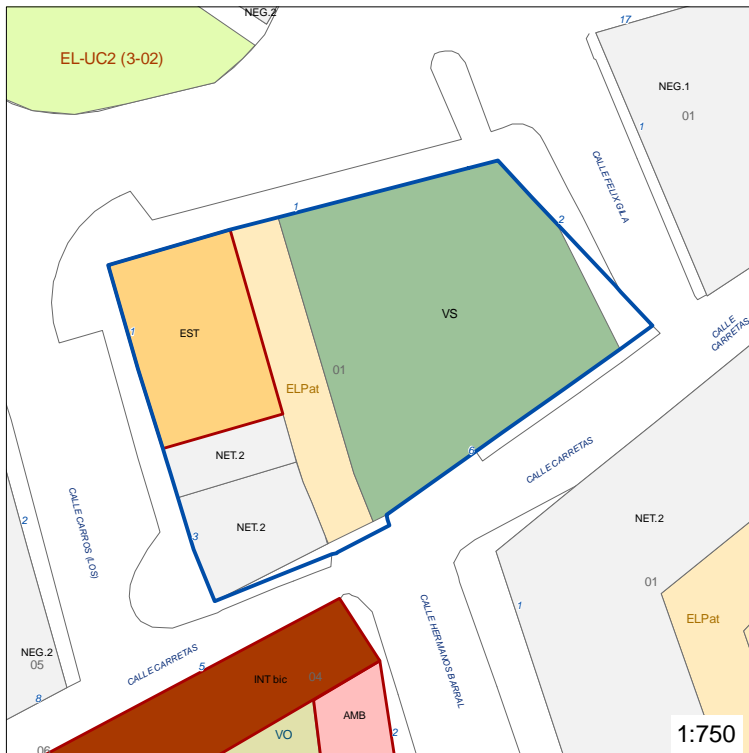 NEG.2
EL-UC2 (3-02)
17
NEG.1
01
1
CALLE FELIX GILA
1
2
EST
1
VS
01
ELPat
CALLE
CARRETAS
NET.2
6
CALLE CARRETAS
NET.2
3
2
CALLE CARROS (LOS)
NET.2
01
1
ELPat
CALLE HERMANOS BARRAL
NEG.2
05
8
CALLE CARRETAS
5
INT bic
04
AMB
2
VO
06
1:750